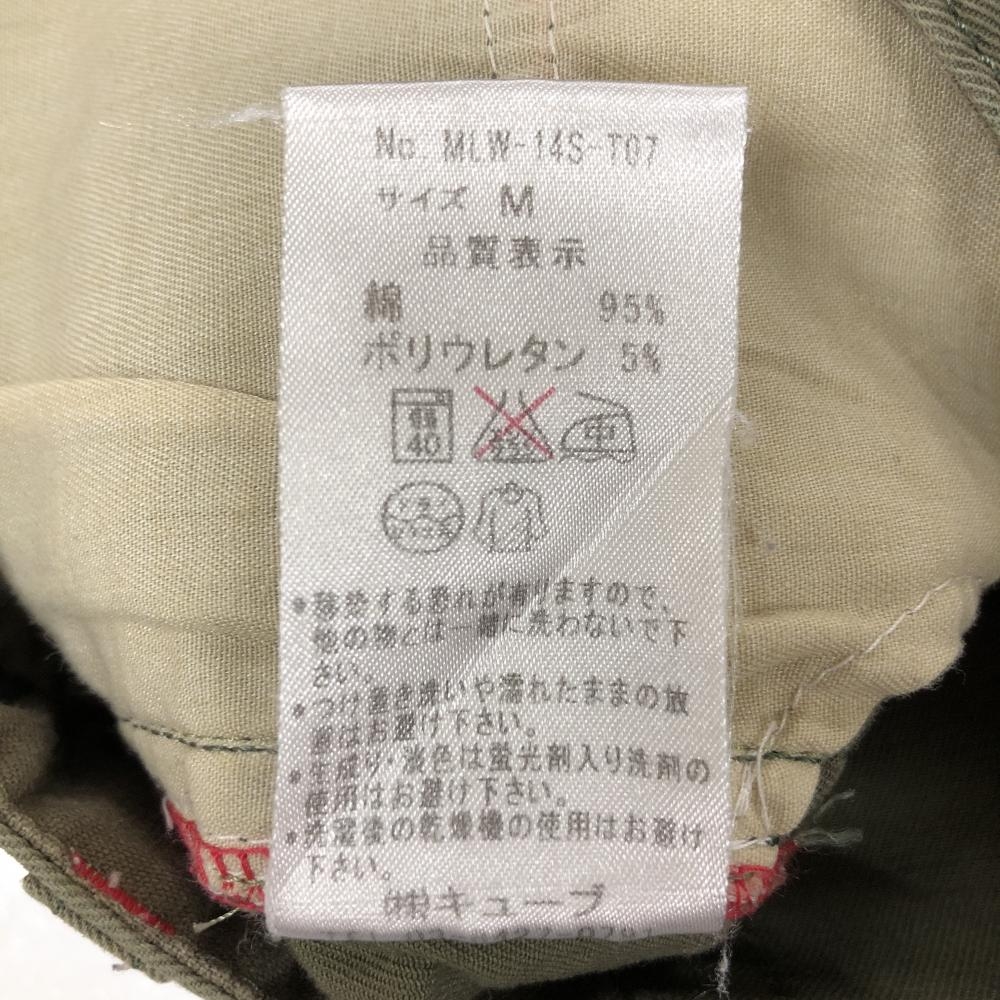 No. MLW-14S-T07
サイズ M
品質表示
綿 95%
ポリウレタン 5%
弱
40
中
ドライ
•移染する恐れが有りますので、
他の物とは一緒に洗わないで下
さい。
•つけ置き洗いや濡れたままの放
置はお避け下さい。
•生成り・淡色は蛍光剤入り洗剤の
使用はお避け下さい。
•洗濯後の乾燥機の使用はお避け
下さい。
㈱キューブ